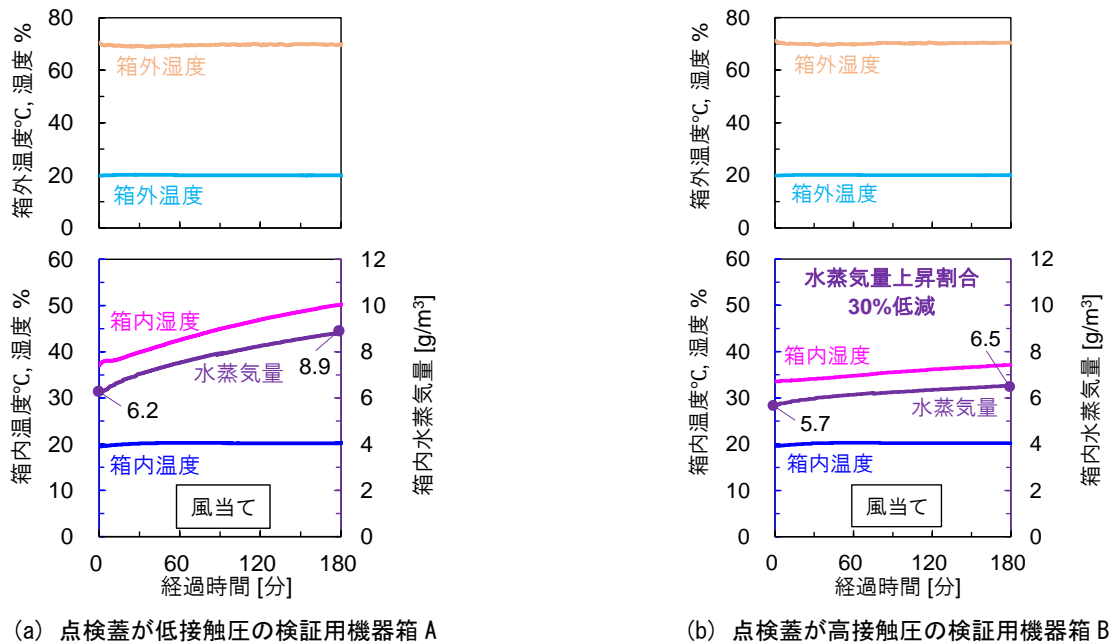 箱外温度℃, 湿度 %
80
60
40
20
0
箱外湿度
箱外温度
0
60
120
180
箱内温度℃, 湿度 %
60
50
40
30
20
10
0
箱内湿度
水蒸気量
8.9
6.2
箱内温度
風当て
12
10
8
6
4
2
0
箱内水蒸気量 [g/m³]
0
60
120
180
経過時間 [分]
(a) 点検蓋が低接触圧の検証用機器箱 A
箱外温度℃, 湿度 %
80
60
40
20
0
箱外湿度
箱外温度
0
60
120
180
箱内温度℃, 湿度 %
60
50
40
30
20
10
0
水蒸気量上昇割合
30%低減
箱内湿度
6.5
水蒸気量
5.7
箱内温度
風当て
12
10
8
6
4
2
0
箱内水蒸気量 [g/m³]
0
60
120
180
経過時間 [分]
(b) 点検蓋が高接触圧の検証用機器箱 B